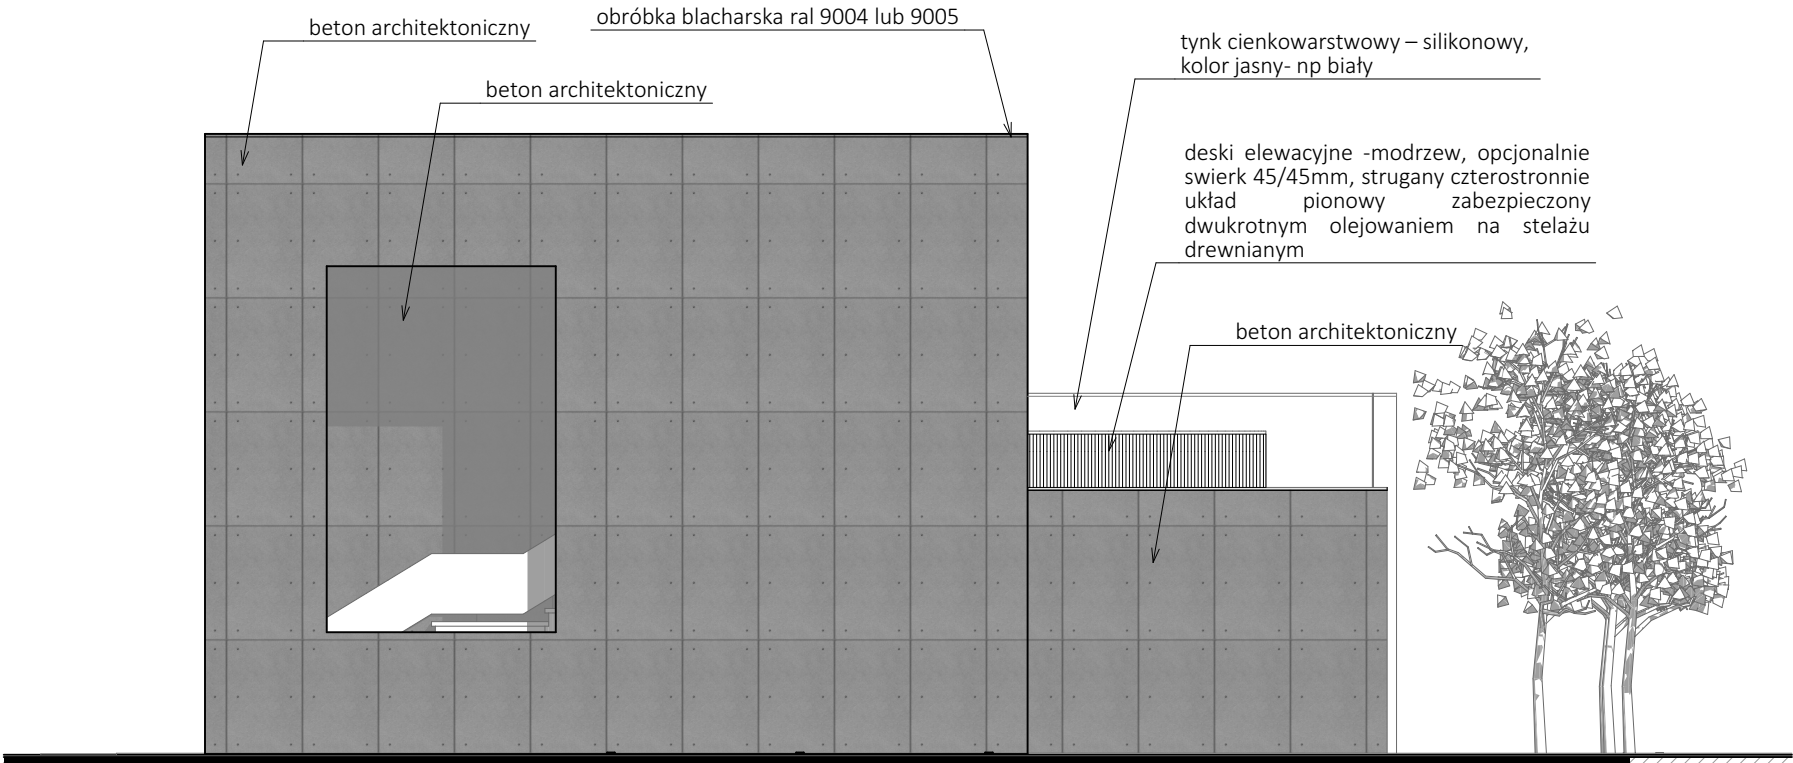 beton architektoniczny
obróbka blacharska ral 9004 lub 9005
beton architektoniczny
tynk cienkowarstwowy – silikonowy,
kolor jasny- np biały
deski elewacyjne -modrzew, opcjonalnie
swierk 45/45mm, strugany czterostronnie
układ pionowy zabezpieczony
dwukrotnym olejowaniem na stelażu
drewnianym
beton architektoniczny